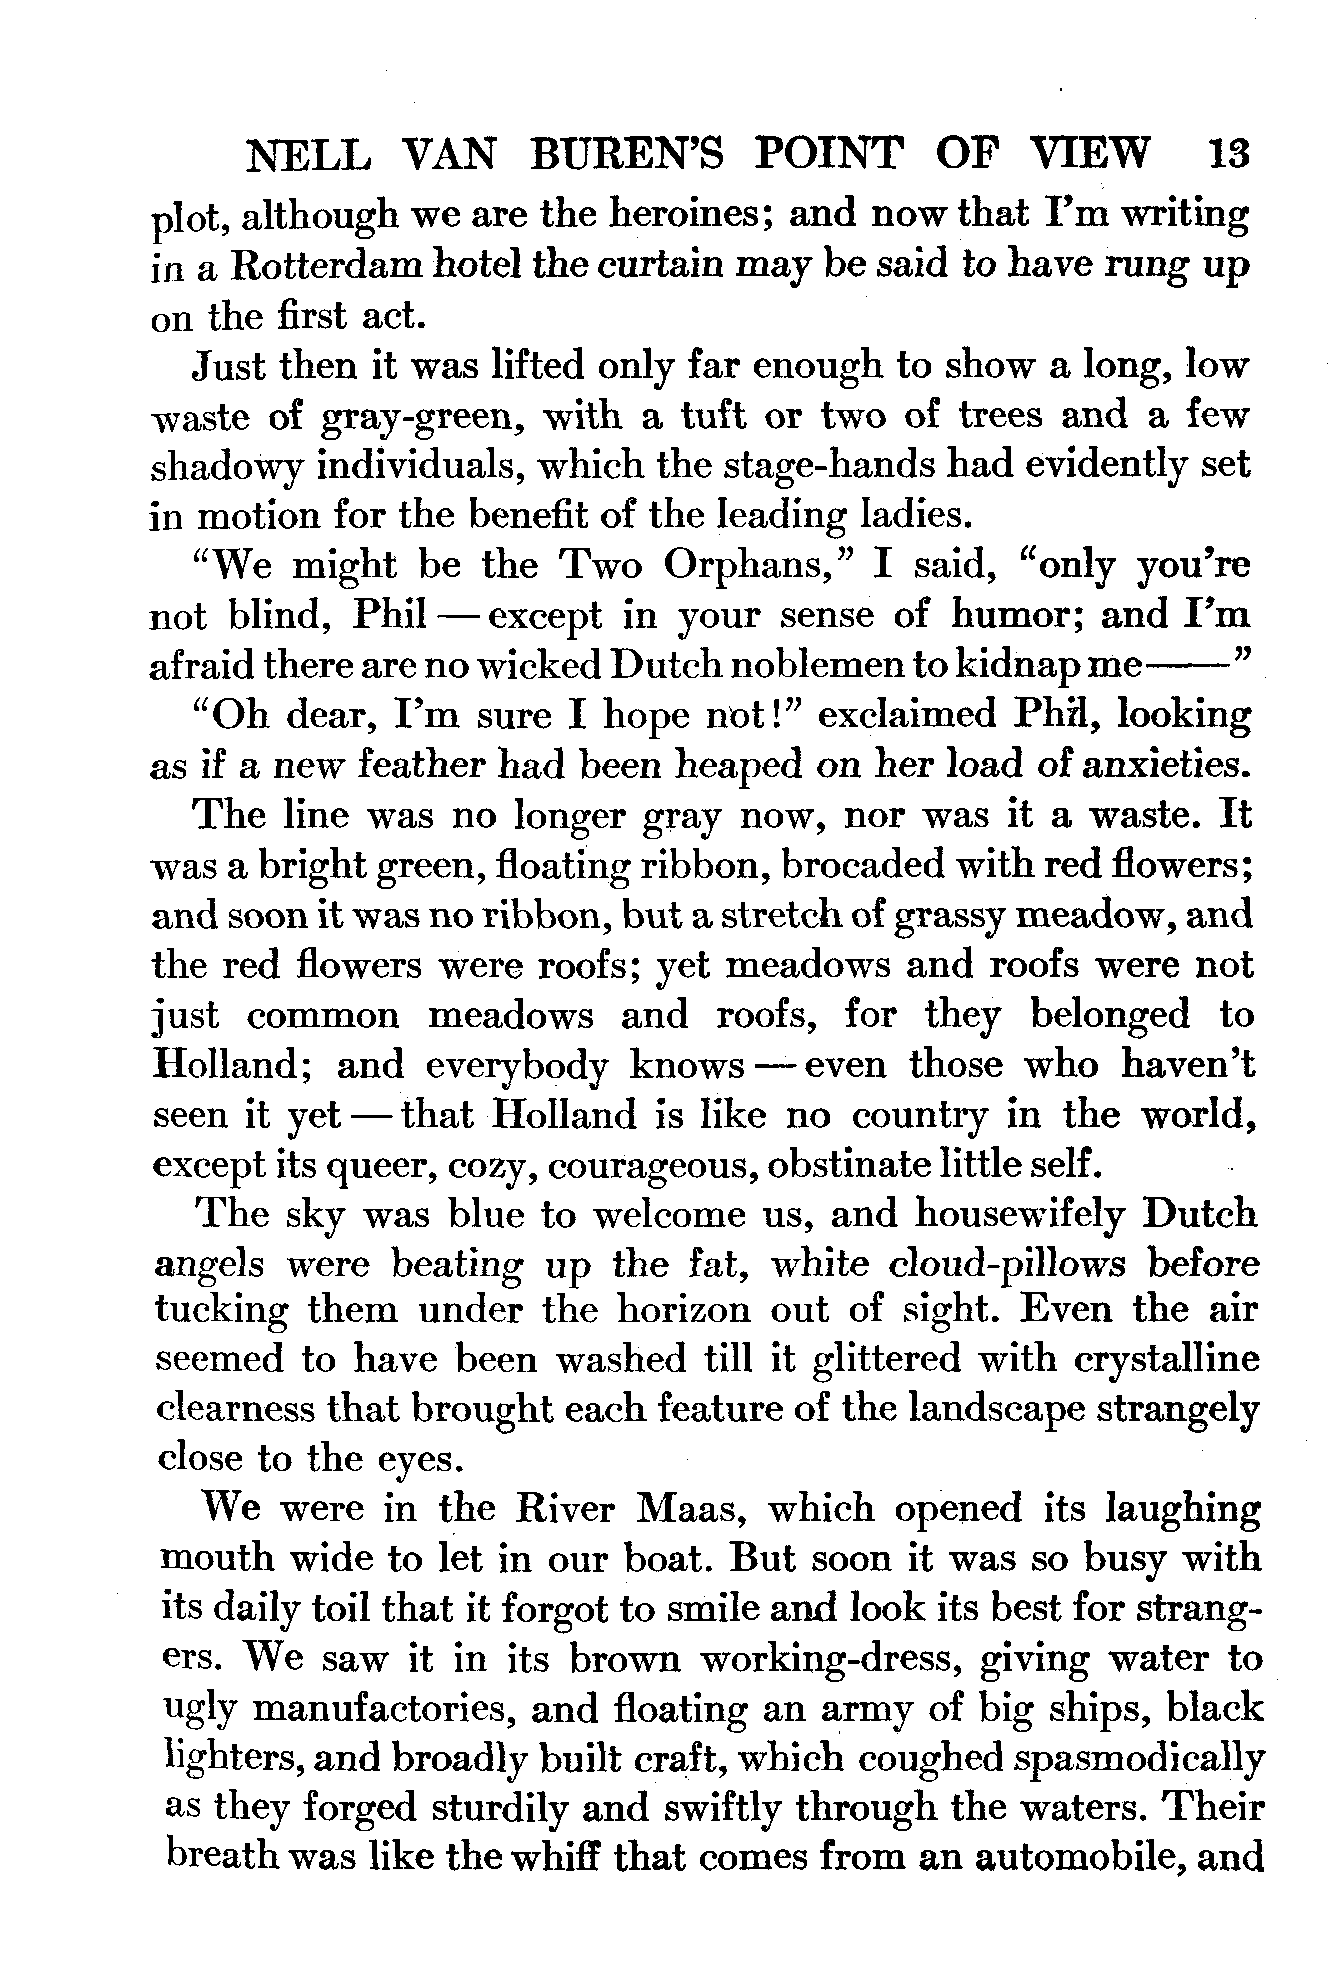 NELL VAN BUREN'S POINT OF VIEW 13
plot, although we are the heroines; and now that I'm writing
in a Rotterdam hotel the curtain may be said to have rung up
on the first act.
Just then it was lifted only far enough to show a long, low
waste of gray-green, with a tuft or two of trees and a few
shadowy individuals, which the stage-hands had evidently set
in motion for the benefit of the leading ladies.
"We might be the Two Orphans," I said, "only you're
not blind, Phil — except in your sense of humor; and I'm
afraid there are no wicked Dutch noblemen to kidnap me——"
"Oh dear, I'm sure I hope not!" exclaimed Phil, looking
as if a new feather had been heaped on her load of anxieties.
The line was no longer gray now, nor was it a waste. It
was a bright green, floating ribbon, brocaded with red flowers;
and soon it was no ribbon, but a stretch of grassy meadow, and
the red flowers were roofs; yet meadows and roofs were not
just common meadows and roofs, for they belonged to
Holland; and everybody knows — even those who haven't
seen it yet — that Holland is like no country in the world,
except its queer, cozy, courageous, obstinate little self.
The sky was blue to welcome us, and housewifely Dutch
angels were beating up the fat, white cloud-pillows before
tucking them under the horizon out of sight. Even the air
seemed to have been washed till it glittered with crystalline
clearness that brought each feature of the landscape strangely
close to the eyes.
We were in the River Maas, which opened its laughing
mouth wide to let in our boat. But soon it was so busy with
its daily toil that it forgot to smile and look its best for strang-
ers. We saw it in its brown working-dress, giving water to
ugly manufactories, and floating an army of big ships, black
lighters, and broadly built craft, which coughed spasmodically
as they forged sturdily and swiftly through the waters. Their
breath was like the whiff that comes from an automobile, and